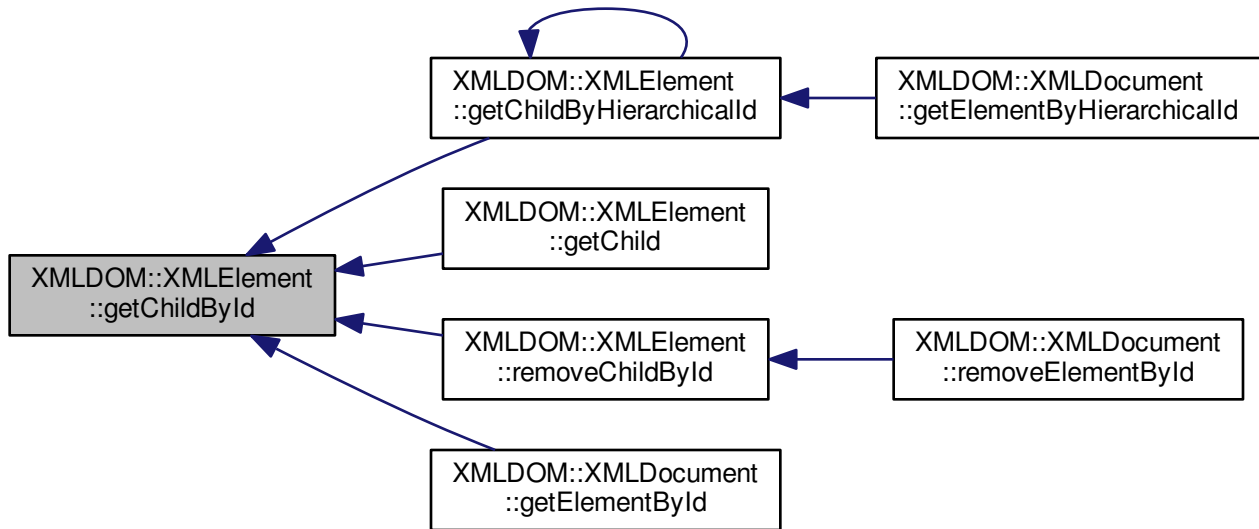 XMLDOM::XMLElement
::getChildByHierarchicalId
XMLDOM::XMLDocument
::getElementByHierarchicalId
XMLDOM::XMLElement
::getChild
XMLDOM::XMLElement
::getChildById
XMLDOM::XMLElement
::removeChildById
XMLDOM::XMLDocument
::removeElementById
XMLDOM::XMLDocument
::getElementById